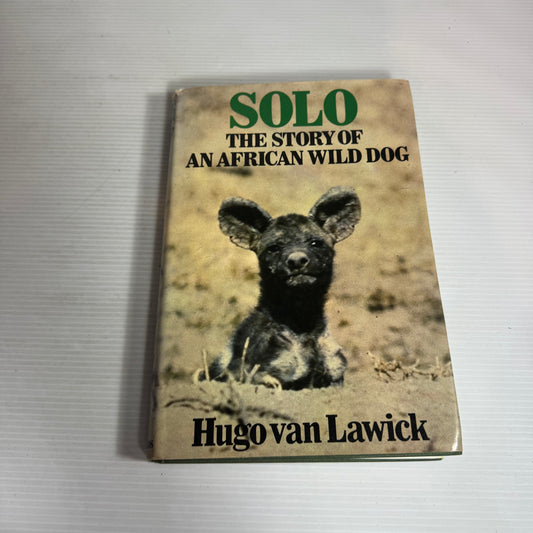 SOLO
THE STORY OF
AN AFRICAN WILD DOG
Hugo van Lawick